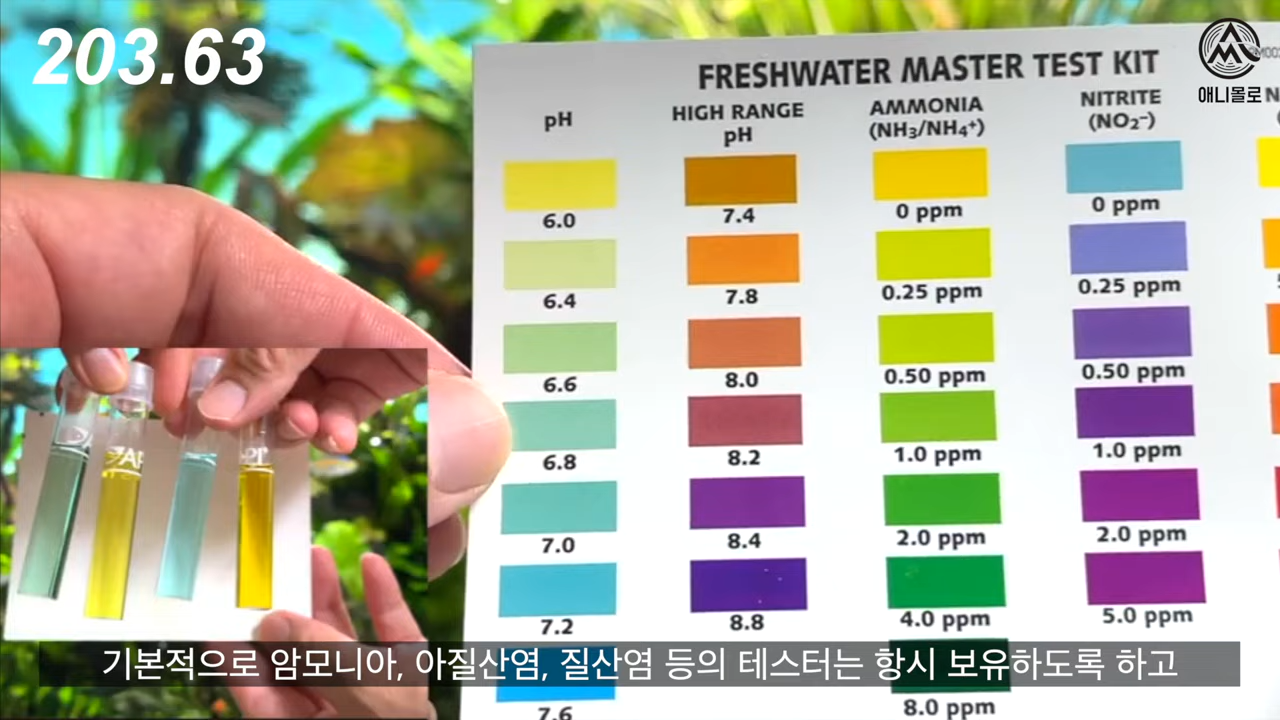 203.63
애니몰로
FRESHWATER MASTER TEST KIT
pH
HIGH RANGE
pH
AMMONIA
(NH3/NH4+)
NITRITE
(NO2-)
6.0
7.4
0 ppm
0 ppm
6.4
7.8
0.25 ppm
0.25 ppm
6.6
8.0
0.50 ppm
0.50 ppm
6.8
8.2
1.0 ppm
1.0 ppm
7.0
8.4
2.0 ppm
2.0 ppm
7.2
8.8
4.0 ppm
5.0 ppm
7.6
8.0 ppm
기본적으로 암모니아, 아질산염, 질산염 등의 테스터는 항시 보유하도록 하고